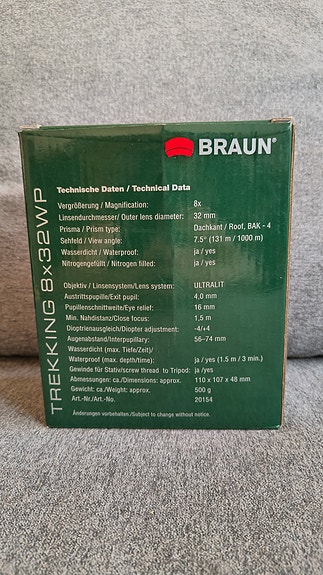 BRAUN®
TREKKING 8x32WP
Technische Daten / Technical Data
Vergrößerung / Magnification: 8x
Linsendurchmesser/ Outer lens diameter: 32 mm
Prisma / Prism type: Dachkant / Roof, BAK - 4
Sehfeld / View angle: 7.5° (131 m / 1000 m)
Wasserdicht / Waterproof: ja / yes
Nitrogengefüllt / Nitrogen filled: ja / yes
Objektiv / Linsensystem/Lens system: ULTRALIT
Austrittspupille/Exit pupil: 4,0 mm
Pupillenschnittweite/Eye relief: 16 mm
Min. Nahdistanz/Close focus: 1,5 m
Dioptrienausgleich/Diopter adjustment: -4/+4
Augenabstand/Interpupillary: 56–74 mm
Wasserdicht (max. Tiefe/Zeit)/
Waterproof (max. depth/time): ja /yes (1.5 m / 3 min.)
Gewinde für Stativ/screw thread to Tripod: ja /yes
Abmessungen: ca./Dimensions: approx. 110 x 107 x 48 mm
Gewicht: ca./Weight: approx. 500 g
Art.-Nr./Art.-No. 20154
Änderungen vorbehalten./Subject to change without notice.